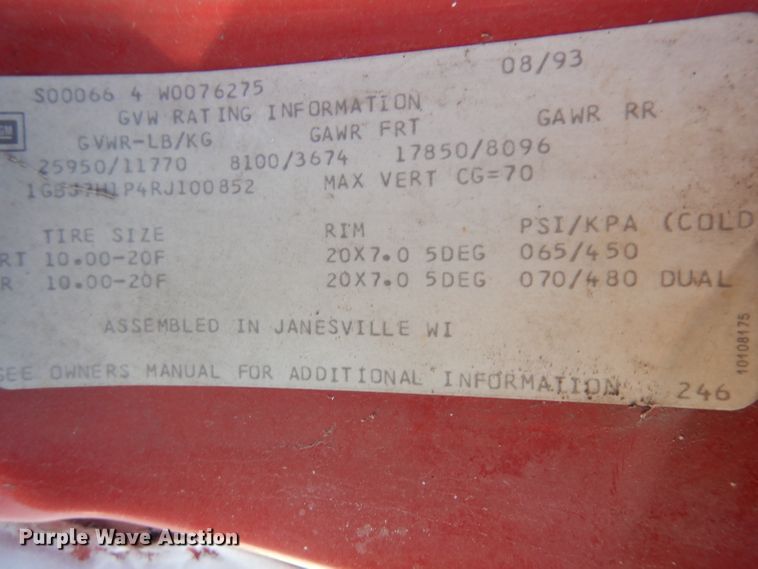 08/93
S00066 4 W0076275
GVW RATING INFORMATION
GM
GVWR-LB/KG GAWR FRT GAWR RR
25950/11770 8100/3674 17850/8096
MAX VERT CG=70
TIRE SIZE RIM PSI/KPA (COLD
RT 10.00-20F 20X7.0 5DEG 065/450
R 10.00-20F 20X7.0 5DEG 070/480 DUAL
ASSEMBLED IN JANESVILLE WI
10108175
SEE OWNERS MANUAL FOR ADDITIONAL INFORMATION 246
Purple Wave Auction